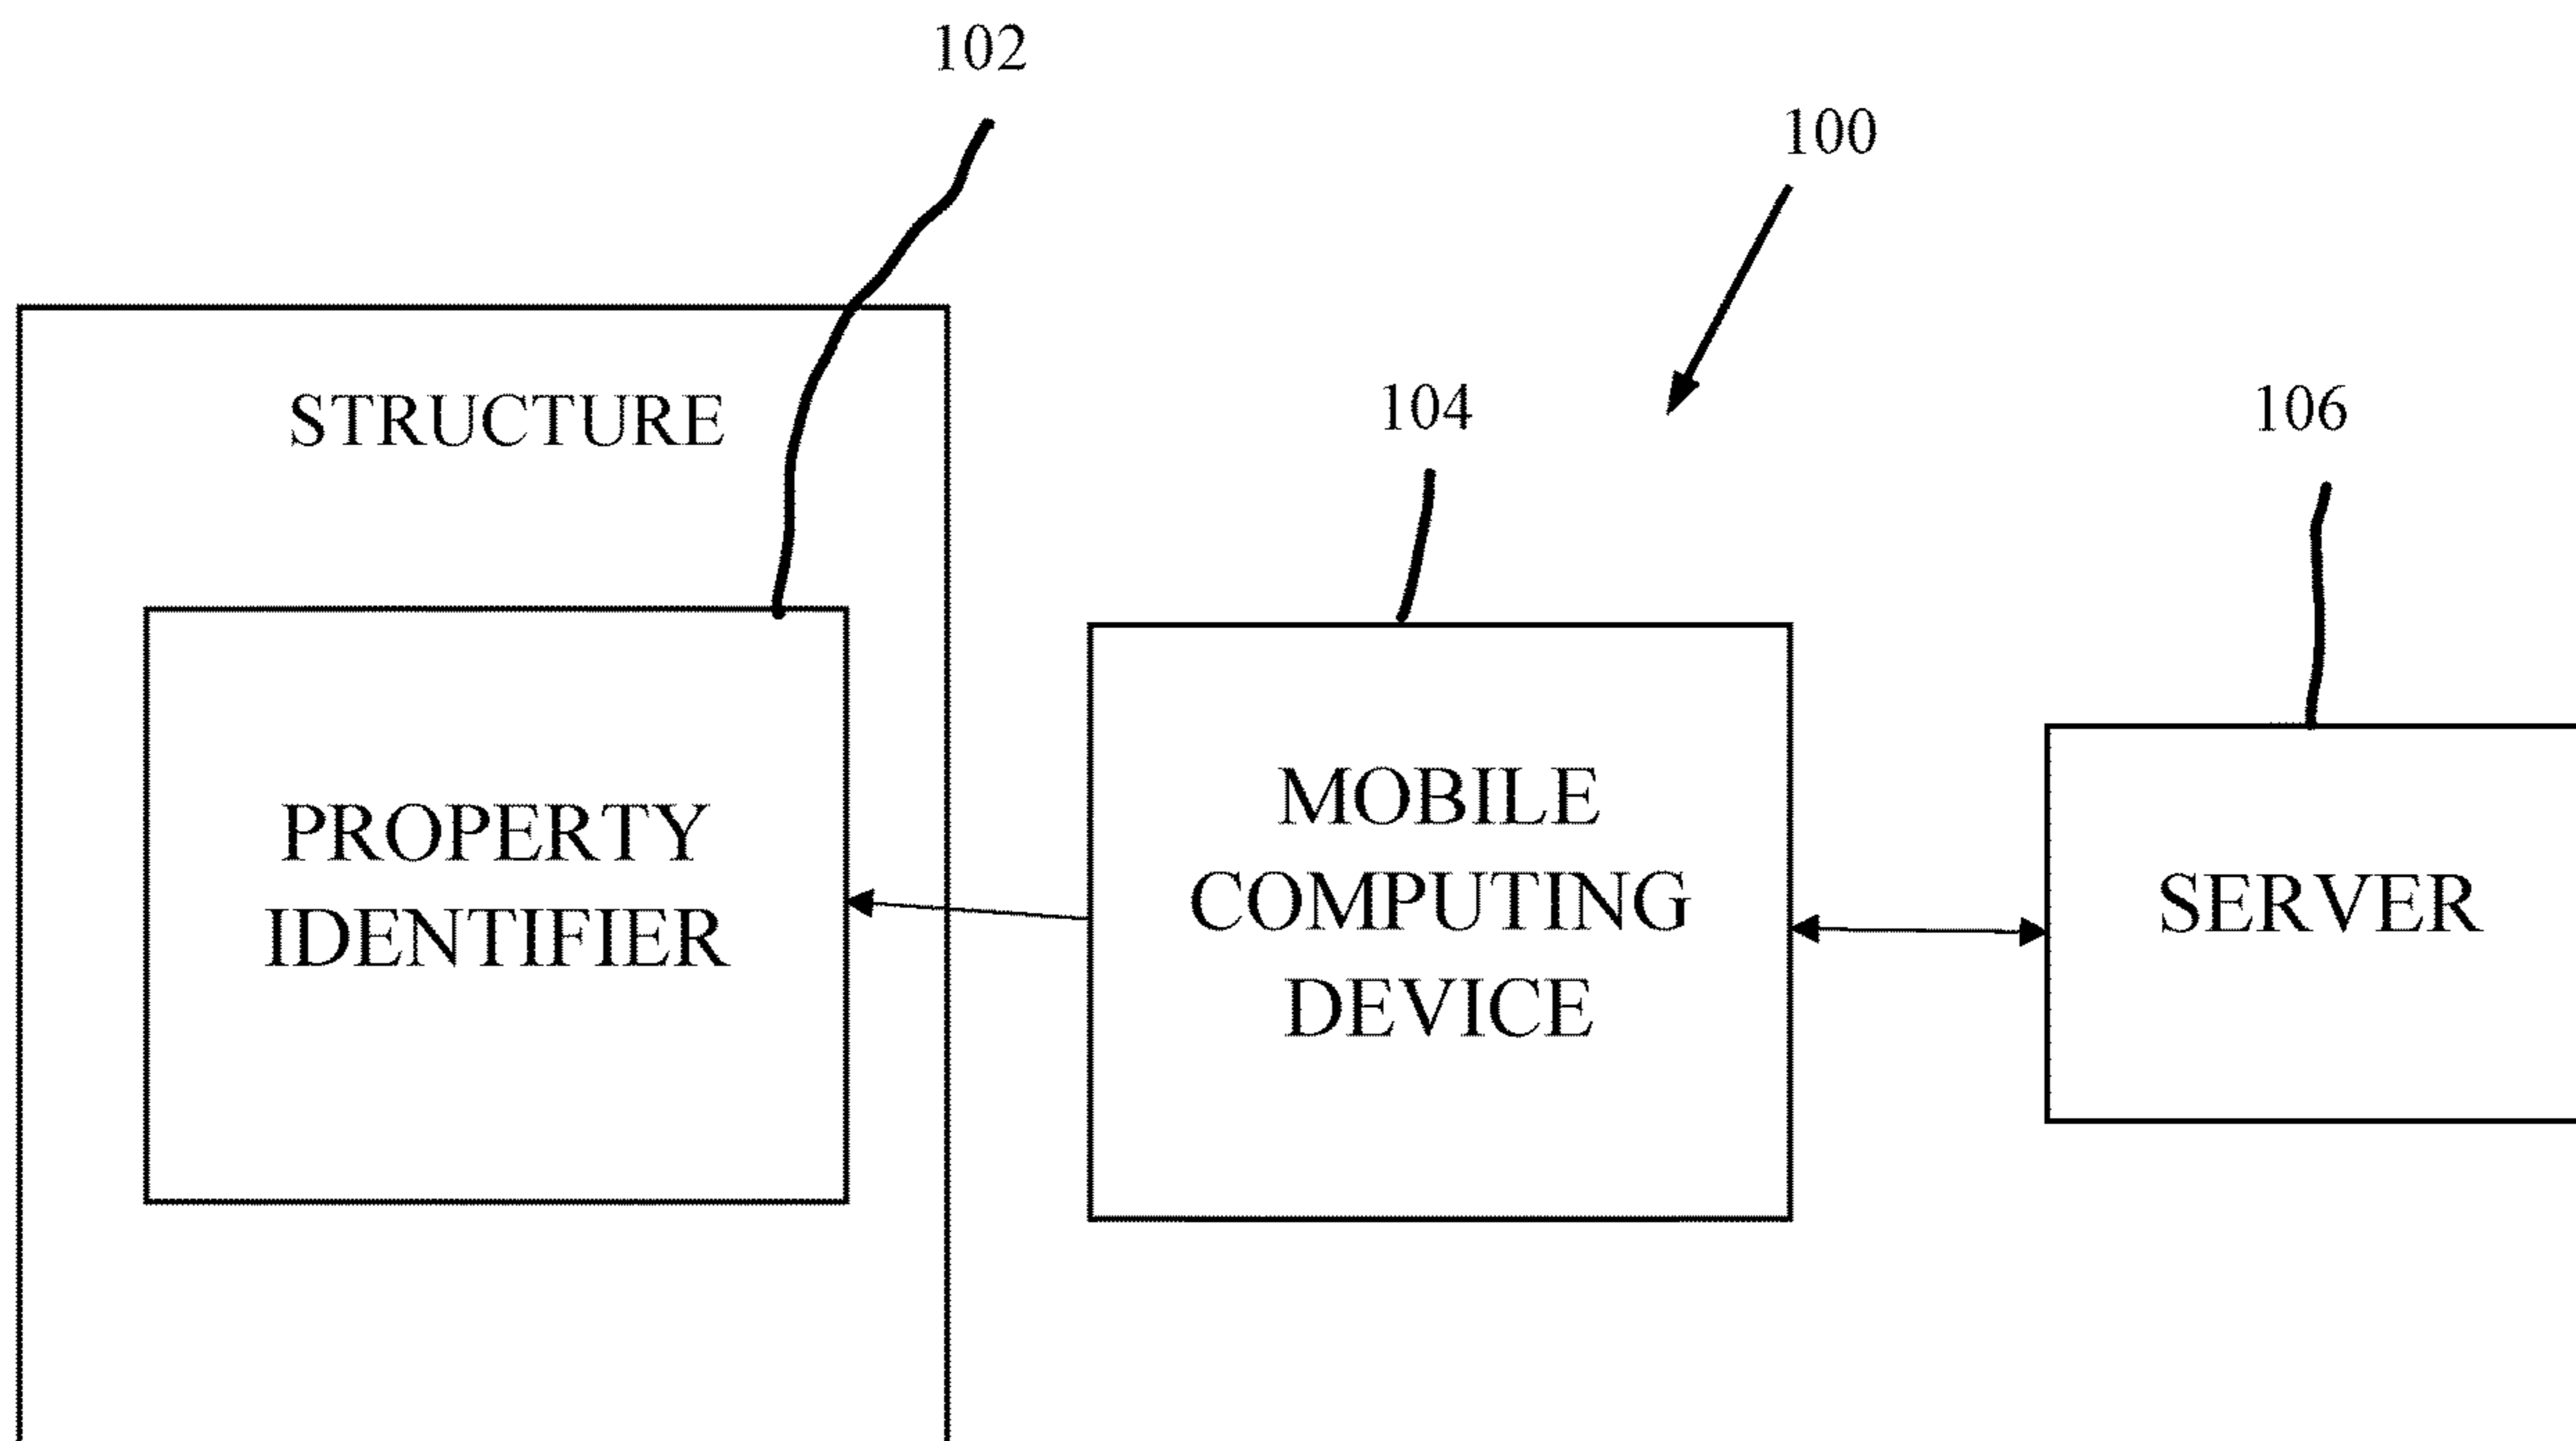 102
100
STRUCTURE
104
106
PROPERTY
IDENTIFIER
MOBILE
COMPUTING
DEVICE
SERVER